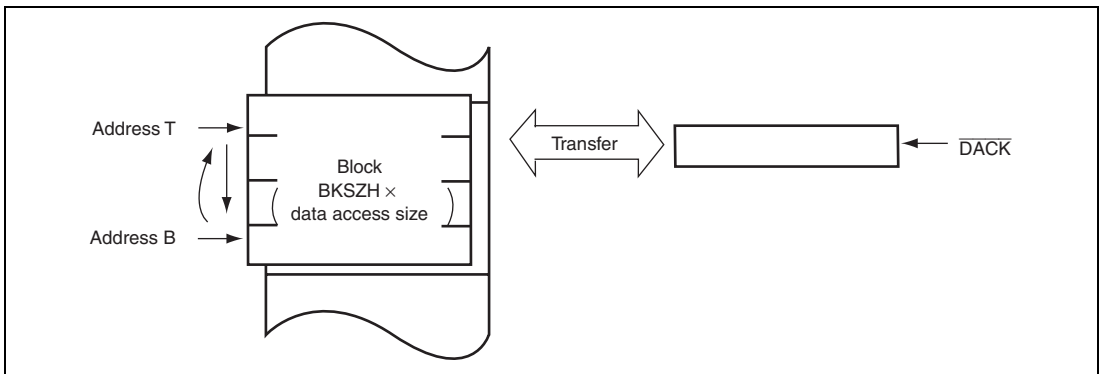 Address T
Transfer
DACK
Block
BKSZH ×
data access size
Address B